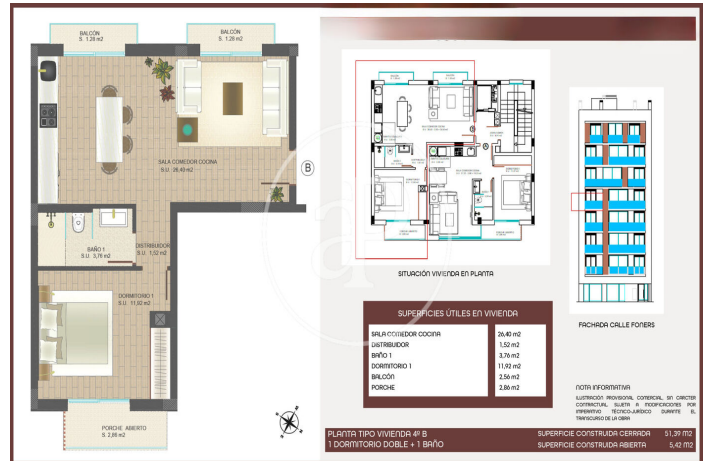 BALCÓN
S. 1.28 m2
BALCÓN
S. 1.28 m2
SALA COMEDOR COCINA
S.U. 26,40 m2
B
BAÑO 1
S.U. 3,76 m2
DISTRIBUIDOR
S.U. 1,52 m2
DORMITORIO 1
S.U. 11,92 m2
PORCHE ABIERTO
S. 2,86 m2
SITUACIÓN VIVIENDA EN PLANTA
FACHADA CALLE FONERS
SUPERFICIES ÚTILES EN VIVIENDA
SALA COMEDOR COCINA 26,40 m2
DISTRIBUIDOR 1,52 m2
BAÑO 1 3,76 m2
DORMITORIO 1 11,92 m2
BALCÓN 2,56 m2
PORCHE 2,86 m2
NOTA INFORMATIVA
ILUSTRACIÓN PROVISIONAL COMERCIAL, SIN CARCTER
CONTRACTUAL, SUJETA A MODIFICACIONES POR
IMPERATIVO TÉCNICO-JURÍDICO DURANTE EL
TRANSCURSO DE LA OBRA
PLANTA TIPO VIVIENDA 4º B
1 DORMITORIO DOBLE + 1 BAÑO
SUPERFICIE CONSTRUIDA CERRADA 51,39 M2
SUPERFICIE CONSTRUIDA ABIERTA 5,42 M2